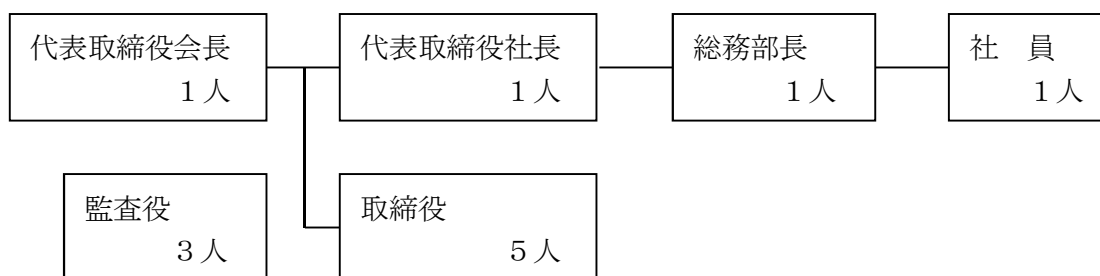 代表取締役会長
１人
代表取締役社長
１人
総務部長
１人
社　員
１人
監査役
３人
取締役
５人